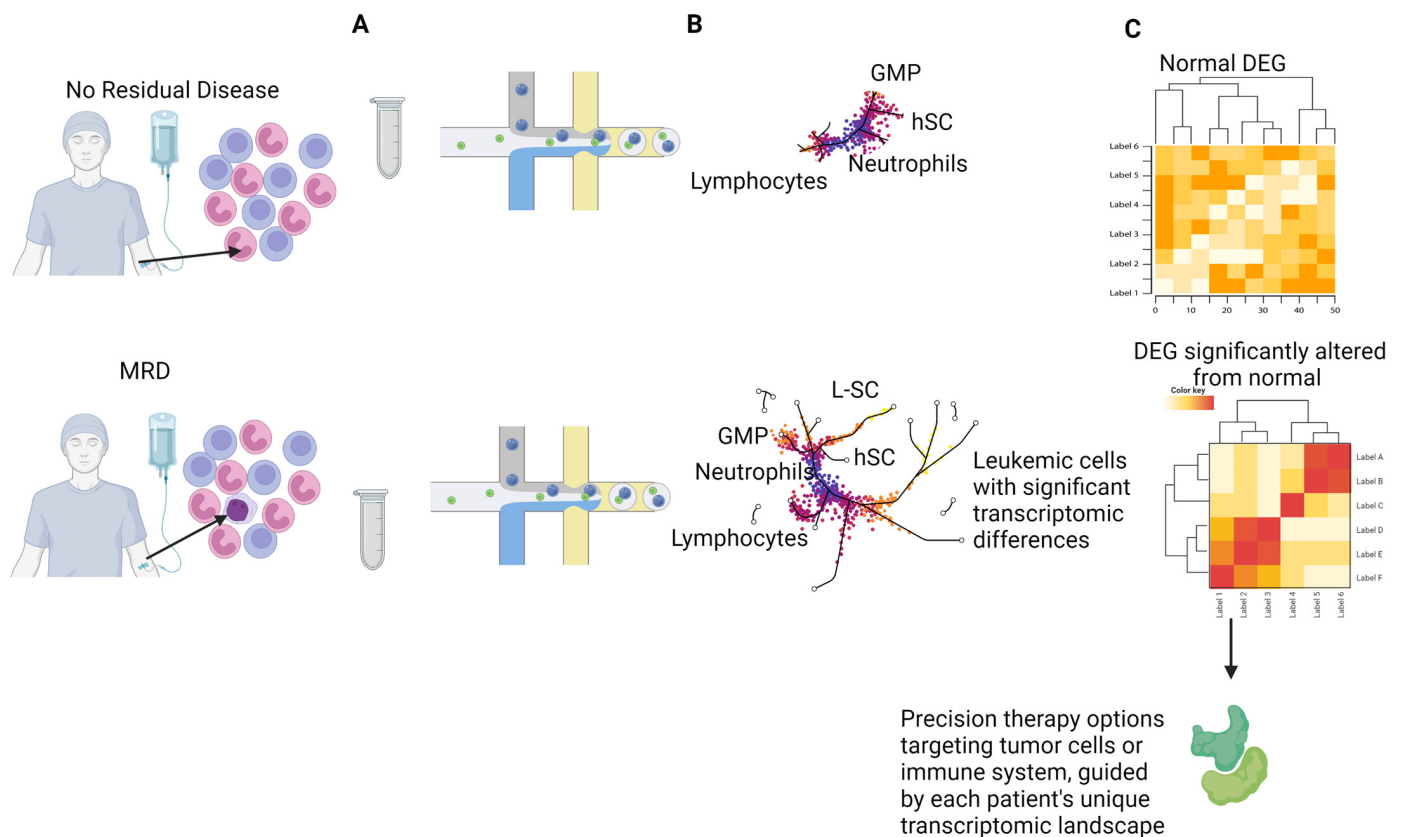 A
B
C
No Residual Disease
GMP
hSC
Neutrophils
Lymphocytes
Normal DEG
Label 6
Label 5
Label 4
Label 3
Label 2
Label 1
0
10
20
30
40
50
MRD
L-SC
GMP
hSC
Neutrophils
Lymphocytes
Leukemic cells
with significant
transcriptomic
differences
DEG significantly altered
from normal
Color key
Label A
Label B
Label C
Label D
Label E
Label F
Label 1
Label 2
Label 3
Label 4
Label 5
Label 6
Precision therapy options
targeting tumor cells or
immune system, guided
by each patient's unique
transcriptomic landscape